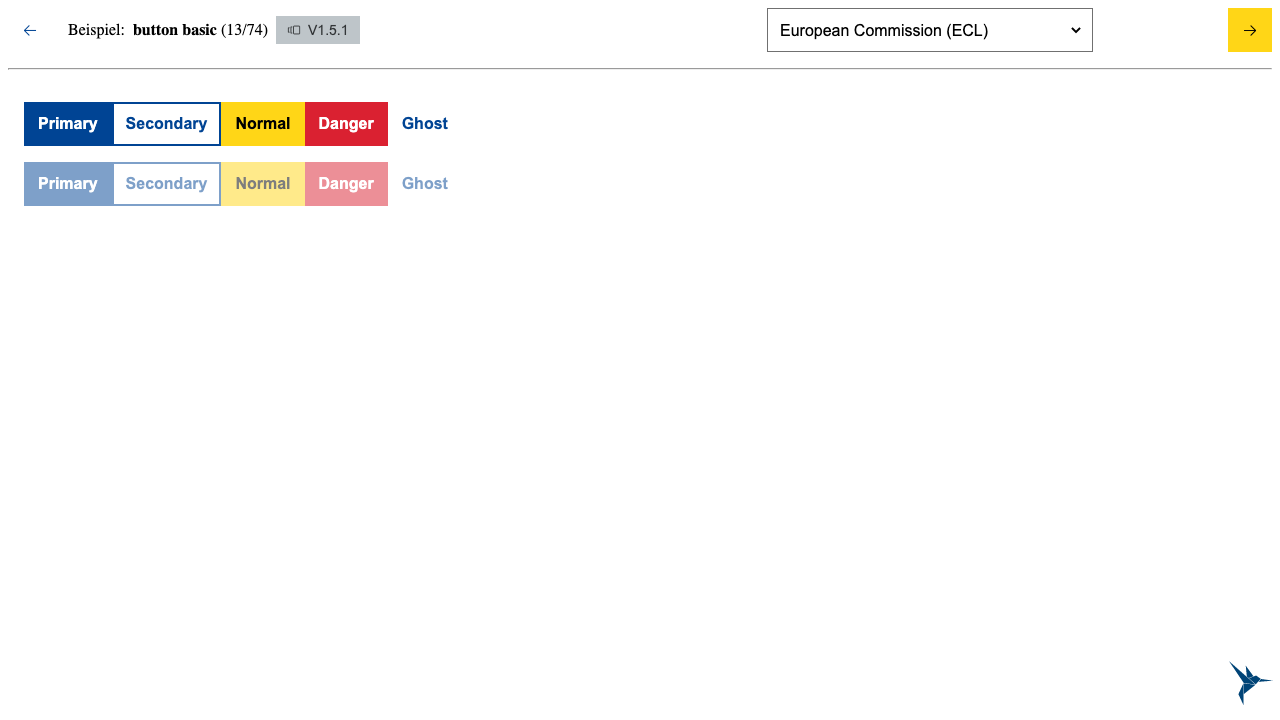 Beispiel: button basic (13/74) V1.5.1 European Commission (ECL)
Primary Secondary Normal Danger Ghost
Primary Secondary Normal Danger Ghost